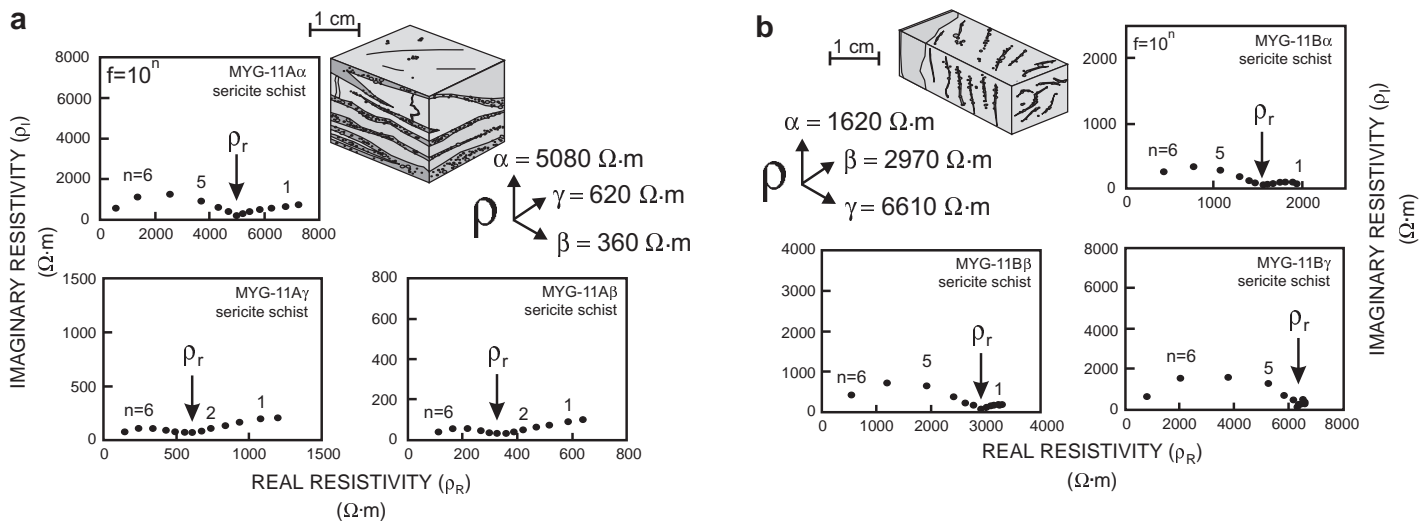 a
1 cm
f=10ⁿ
MYG-11Aα
sericite schist
8000
6000
4000
2000
0
n=6
5
ρr
1
0 2000 4000 6000 8000
α = 5080 Ω·m
γ = 620 Ω·m
β = 360 Ω·m
ρ
IMAGINARY RESISTIVITY (ρI)
(Ω·m)
MYG-11Aγ
sericite schist
1500
1000
500
0
n=6
ρr
2
1
0 500 1000 1500
MYG-11Aβ
sericite schist
800
600
400
200
0
n=6
ρr
2
1
0 200 400 600 800
REAL RESISTIVITY (ρR)
(Ω·m)
b
1 cm
α = 1620 Ω·m
β = 2970 Ω·m
γ = 6610 Ω·m
ρ
f=10ⁿ
MYG-11Bα
sericite schist
2000
1000
0
n=6
5
ρr
1
0 1000 2000
IMAGINARY RESISTIVITY (ρI)
(Ω·m)
MYG-11Bβ
sericite schist
4000
3000
2000
1000
0
n=6
5
ρr
1
0 1000 2000 3000 4000
MYG-11Bγ
sericite schist
8000
6000
4000
2000
0
n=6
5
ρr
0 2000 4000 6000 8000
REAL RESISTIVITY (ρR)
(Ω·m)